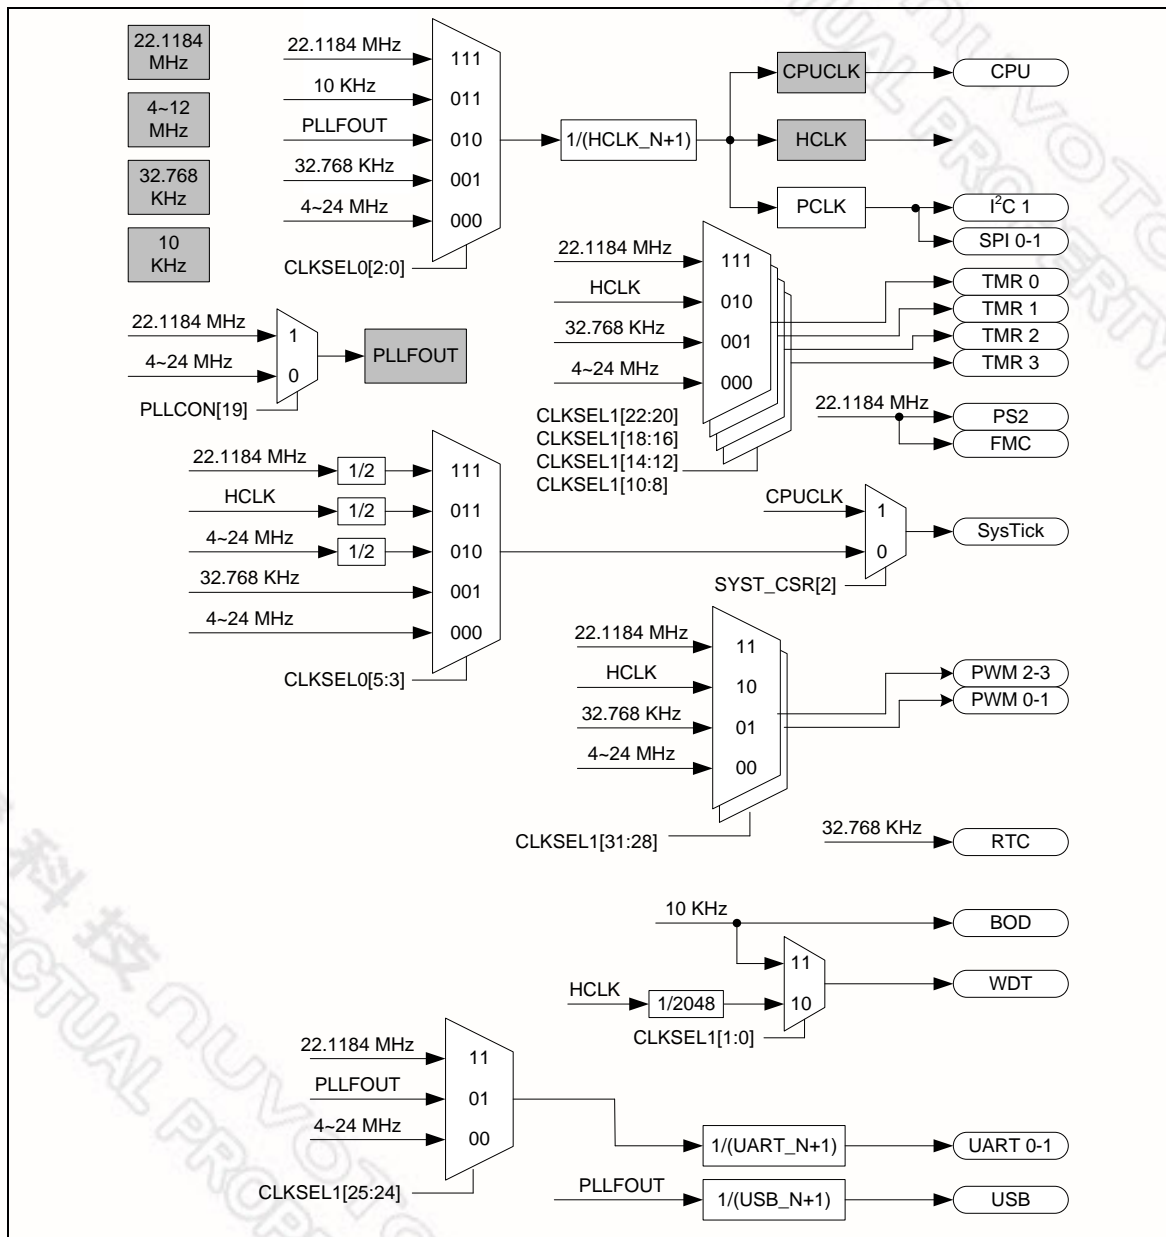 22.1184
MHz
4~12
MHz
32.768
KHz
10
KHz
22.1184 MHz
10 KHz
PLLFOUT
32.768 KHz
4~24 MHz
111
011
010
001
000
CLKSEL0[2:0]
1/(HCLK_N+1)
CPUCLK
HCLK
PCLK
CPU
I²C 1
SPI 0-1
22.1184 MHz
4~24 MHz
1
0
PLLCON[19]
PLLFOUT
22.1184 MHz
HCLK
32.768 KHz
4~24 MHz
111
010
001
000
CLKSEL1[22:20]
CLKSEL1[18:16]
CLKSEL1[14:12]
CLKSEL1[10:8]
TMR 0
TMR 1
TMR 2
TMR 3
22.1184 MHz
PS2
FMC
22.1184 MHz
HCLK
4~24 MHz
32.768 KHz
4~24 MHz
1/2
1/2
1/2
111
011
010
001
000
CLKSEL0[5:3]
CPUCLK
1
0
SYST_CSR[2]
SysTick
22.1184 MHz
HCLK
32.768 KHz
4~24 MHz
11
10
01
00
CLKSEL1[31:28]
PWM 2-3
PWM 0-1
32.768 KHz
RTC
10 KHz
BOD
HCLK
1/2048
11
10
CLKSEL1[1:0]
WDT
22.1184 MHz
PLLFOUT
4~24 MHz
11
01
00
CLKSEL1[25:24]
1/(UART_N+1)
UART 0-1
PLLFOUT
1/(USB_N+1)
USB
科技 nuvoTo
CTUAL PROPERTY
nuvoto
ECTUAL PROP